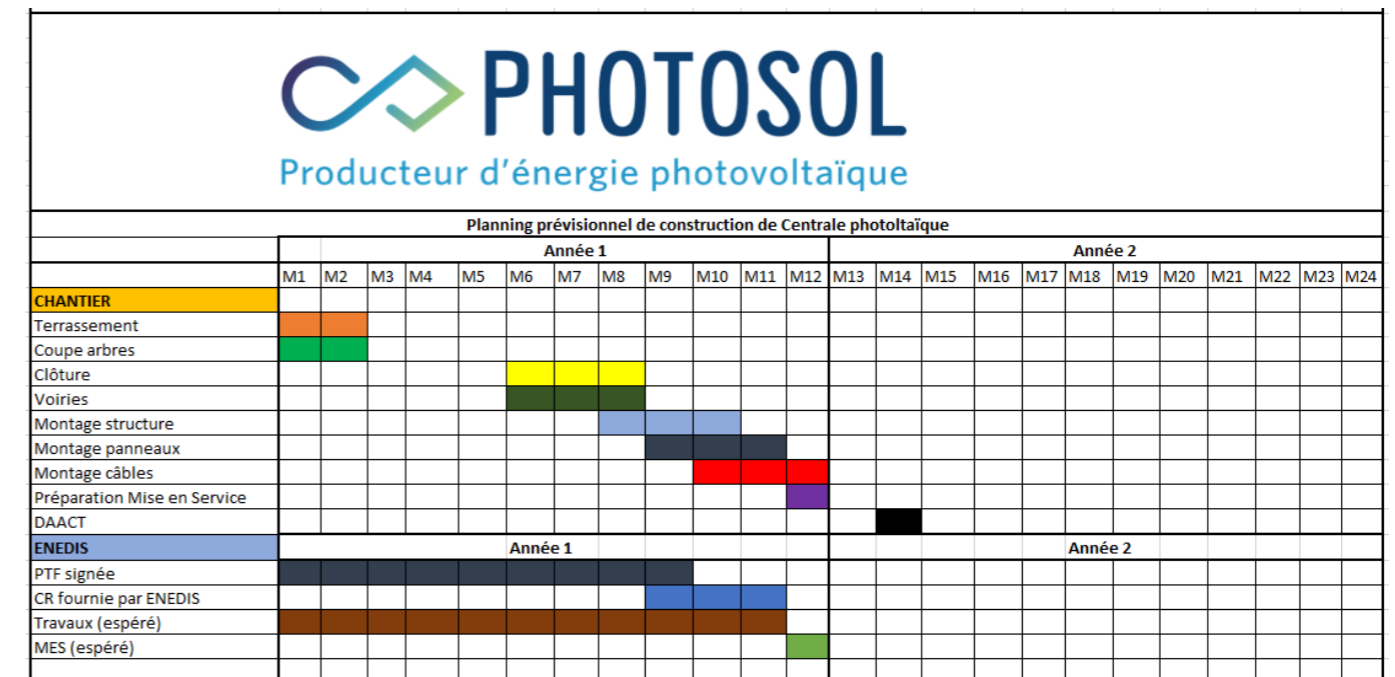 PHOTOSOL
Producteur d'énergie photovoltaïque
Planning prévisionnel de construction de Centrale photoltaïque
Année 1 Année 2
M1 M2 M3 M4 M5 M6 M7 M8 M9 M10 M11 M12 M13 M14 M15 M16 M17 M18 M19 M20 M21 M22 M23 M24
CHANTIER
Terrassement
Coupe arbres
Clôture
Voiries
Montage structure
Montage panneaux
Montage câbles
Préparation Mise en Service
DAACT
ENEDIS Année 1 Année 2
PTF signée
CR fournie par ENEDIS
Travaux (espéré)
MES (espéré)